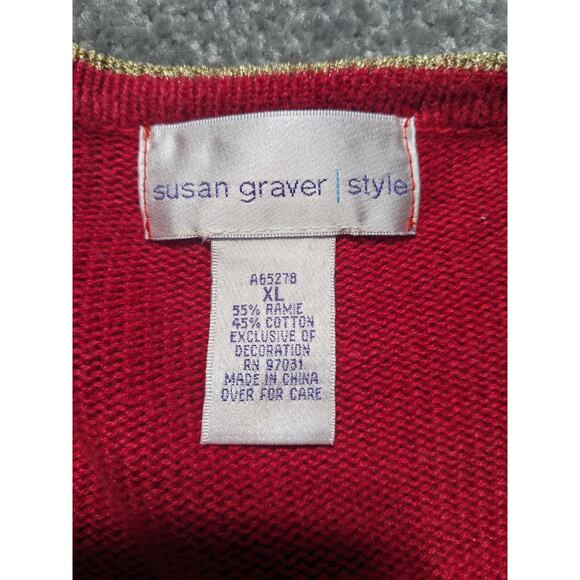 susan graver | style
A65278
XL
55% RAMIE
45% COTTON
EXCLUSIVE OF
DECORATION
RN 97031
MADE IN CHINA
OVER FOR CARE